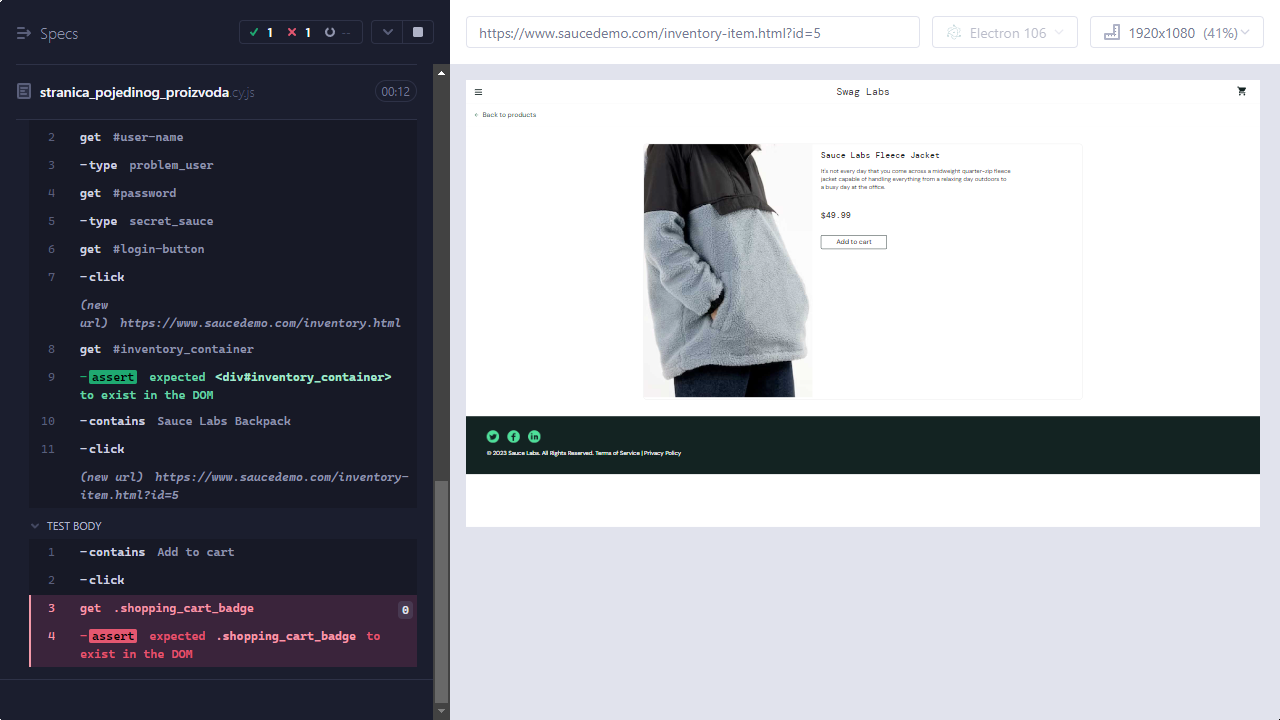 Specs
1 1 --
stranica_pojedinog_proizvoda.cy.js 00:12
2 get #user-name
3 -type problem_user
4 get #password
5 -type secret_sauce
6 get #login-button
7 -click
(new
url) https://www.saucedemo.com/inventory.html
8 get #inventory_container
9 -assert expected <div#inventory_container>
to exist in the DOM
10 -contains Sauce Labs Backpack
11 -click
(new url) https://www.saucedemo.com/inventory-
item.html?id=5
TEST BODY
1 -contains Add to cart
2 -click
3 get .shopping_cart_badge 0
4 -assert expected .shopping_cart_badge to
exist in the DOM
https://www.saucedemo.com/inventory-item.html?id=5
Electron 106
1920x1080 (41%)
Swag Labs
Back to products
Sauce Labs Fleece Jacket
It's not every day that you come across a midweight quarter-zip fleece
jacket capable of handling everything from a relaxing day outdoors to
a busy day at the office.
$49.99
Add to cart
© 2023 Sauce Labs. All Rights Reserved. Terms of Service | Privacy Policy